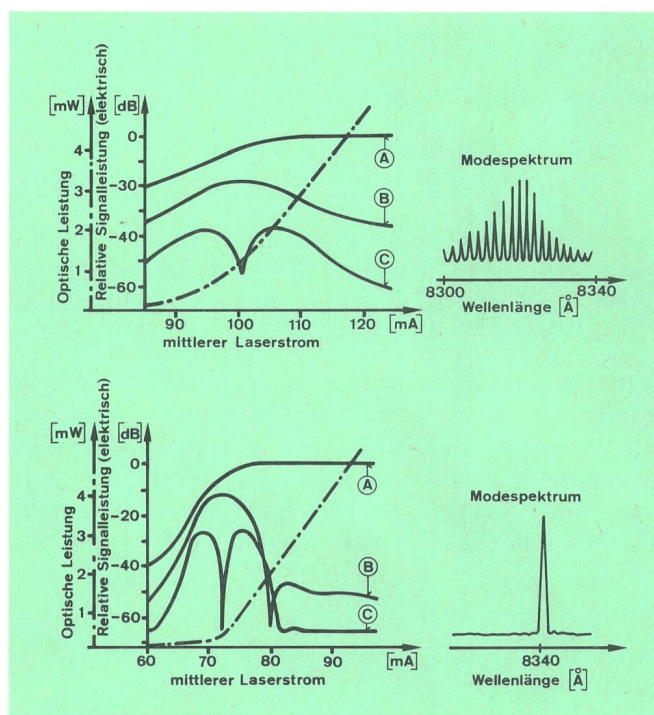 [mW]
[dB]
Optische Leistung
Relative Signalleistung (elektrisch)
4
3
2
1
0
-30
-40
-60
A
B
C
90
100
110
120
[mA]
mittlerer Laserstrom
Modespektrum
8300
8340
Wellenlänge [Å]
[mW]
[dB]
Optische Leistung
Relative Signalleistung (elektrisch)
4
3
2
1
0
-20
-40
-60
A
B
C
60
70
80
90
[mA]
mittlerer Laserstrom
Modespektrum
8340
Wellenlänge [Å]